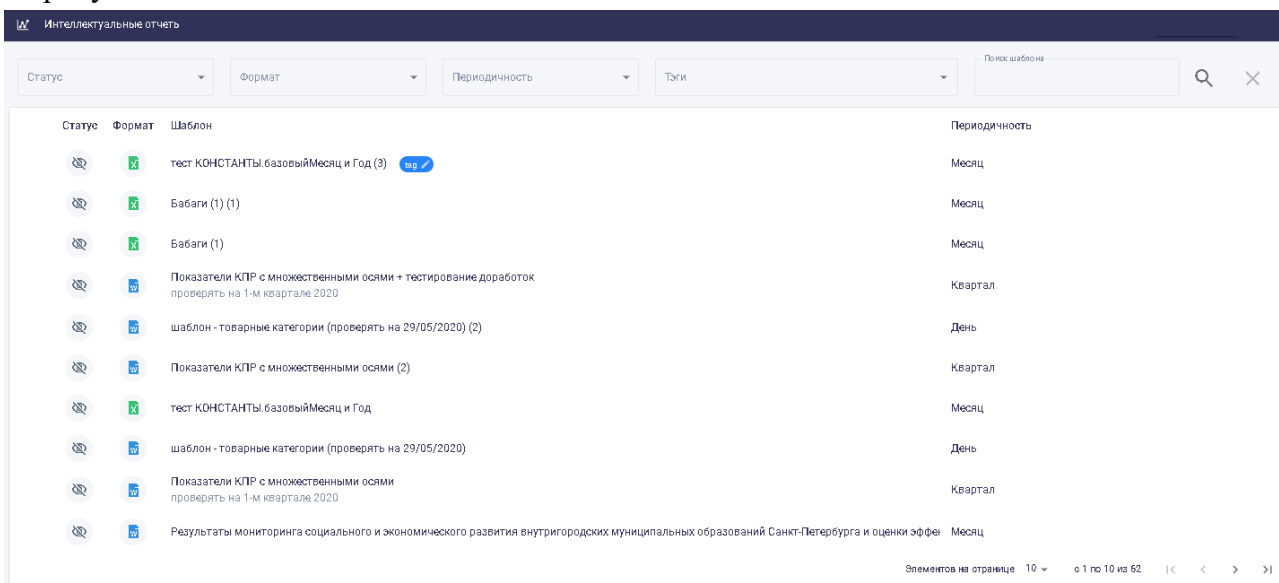 Интеллектуальные отчеть
Статус Формат Периодичность Тэги Поиск шаблона
Статус Формат Шаблон Периодичность
тест КОНСТАНТЫ.базовыйМесяц и Год (3) tag Месяц
Бабаги (1) (1) Месяц
Бабаги (1) Месяц
Показатели КПР с множественными осями + тестирование доработок Квартал
проверять на 1-м квартале 2020
шаблон - товарные категории (проверять на 29/05/2020) (2) День
Показатели КПР с множественными осями (2) Квартал
тест КОНСТАНТЫ.базовыйМесяц и Год Месяц
шаблон - товарные категории (проверять на 29/05/2020) День
Показатели КПР с множественными осями Квартал
проверять на 1-м квартале 2020
Результаты мониторинга социального и экономического развития внутригородских муниципальных образований Санкт-Петербурга и оценки эффе Месяц
Элементов на странице 10 с 1 по 10 из 62